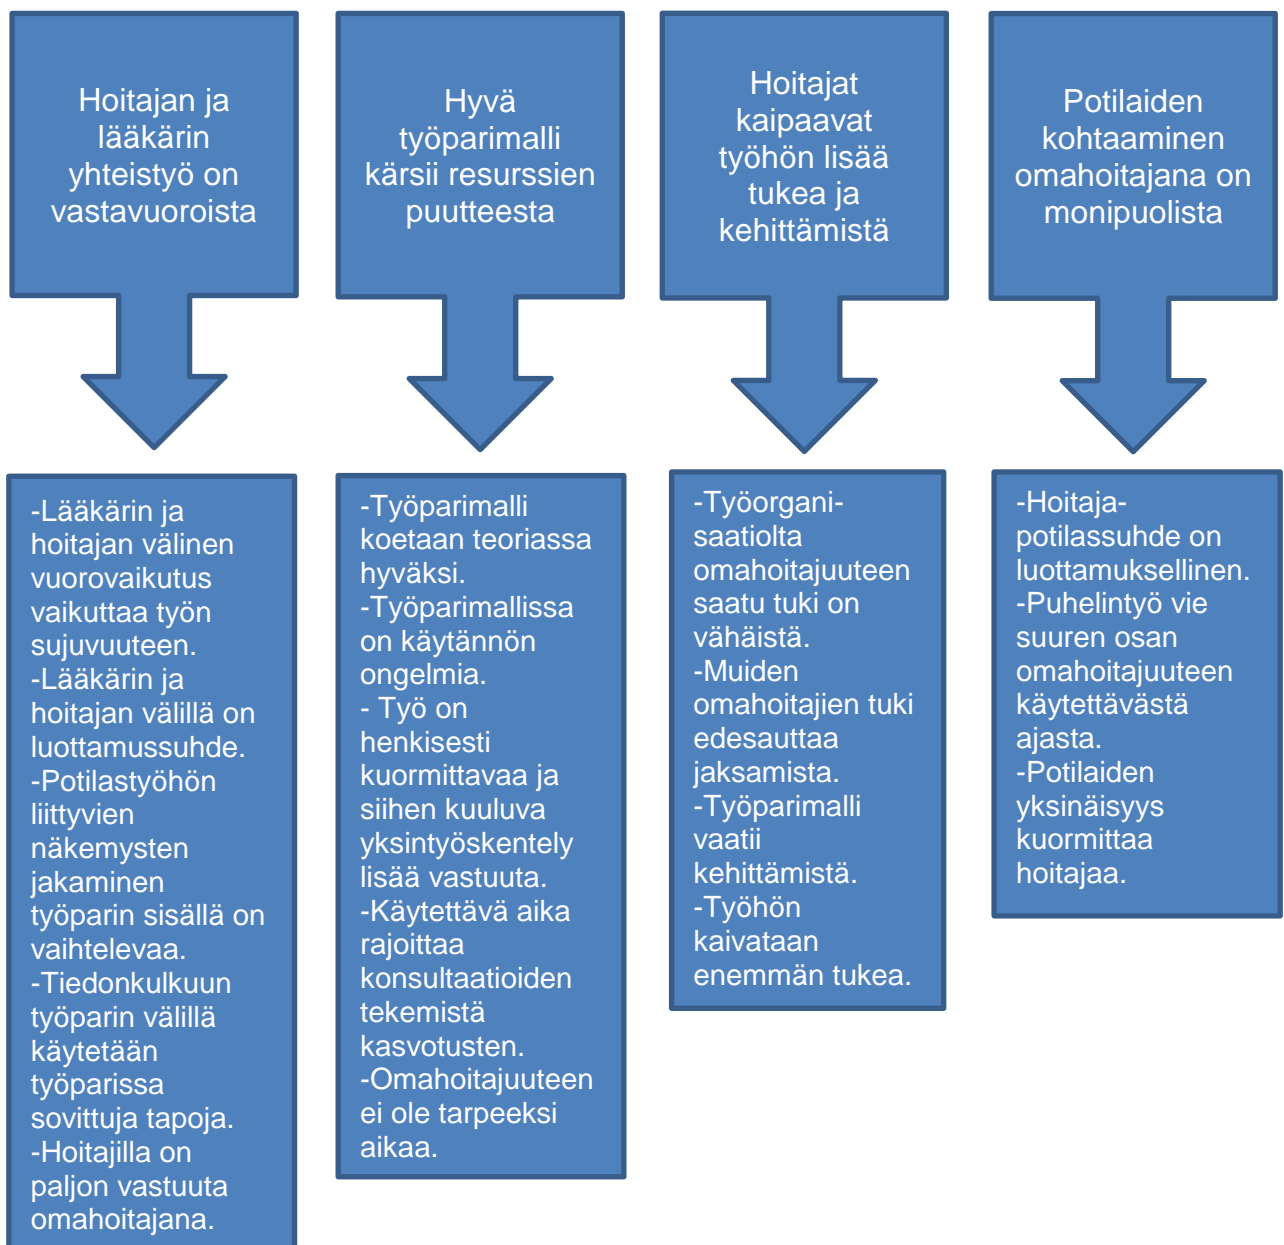 Hoitajan ja
lääkärin
yhteistyö on
vastavuoroista
Hyvä
työparimalli
kärsii resurssien
puutteesta
Hoitajat
kaipaavat
työhön lisää
tukea ja
kehittämistä
Potilaiden
kohtaaminen
omahoitajana on
monipuolista
-Lääkärin ja
hoitajan välinen
vuorovaikutus
vaikuttaa työn
sujuvuuteen.
-Lääkärin ja
hoitajan välillä on
luottamussuhde.
-Potilastyöhön
liittyvien
näkemysten
jakaminen
työparin sisällä on
vaihtelevaa.
-Tiedonkulkuun
työparin välillä
käytetään
työparissa
sovittuja tapoja.
-Hoitajilla on
paljon vastuuta
omahoitajana.
-Työparimalli
koetaan teoriassa
hyväksi.
-Työparimallissa
on käytännön
ongelmia.
- Työ on
henkisesti
kuormittavaa ja
siihen kuuluva
yksintyöskentely
lisää vastuuta.
-Käytettävä aika
rajoittaa
konsultaatioiden
tekemistä
kasvotusten.
-Omahoitajuuteen
ei ole tarpeeksi
aikaa.
-Työorgani-
saatiolta
omahoitajuuteen
saatu tuki on
vähäistä.
-Muiden
omahoitajien tuki
edesauttaa
jaksamista.
-Työparimalli
vaatii
kehittämistä.
-Työhön
kaivataan
enemmän tukea.
-Hoitaja-
potilassuhde on
luottamuksellinen.
-Puhelintyö vie
suuren osan
omahoitajuuteen
käytettävästä
ajasta.
-Potilaiden
yksinäisyys
kuormittaa
hoitajaa.